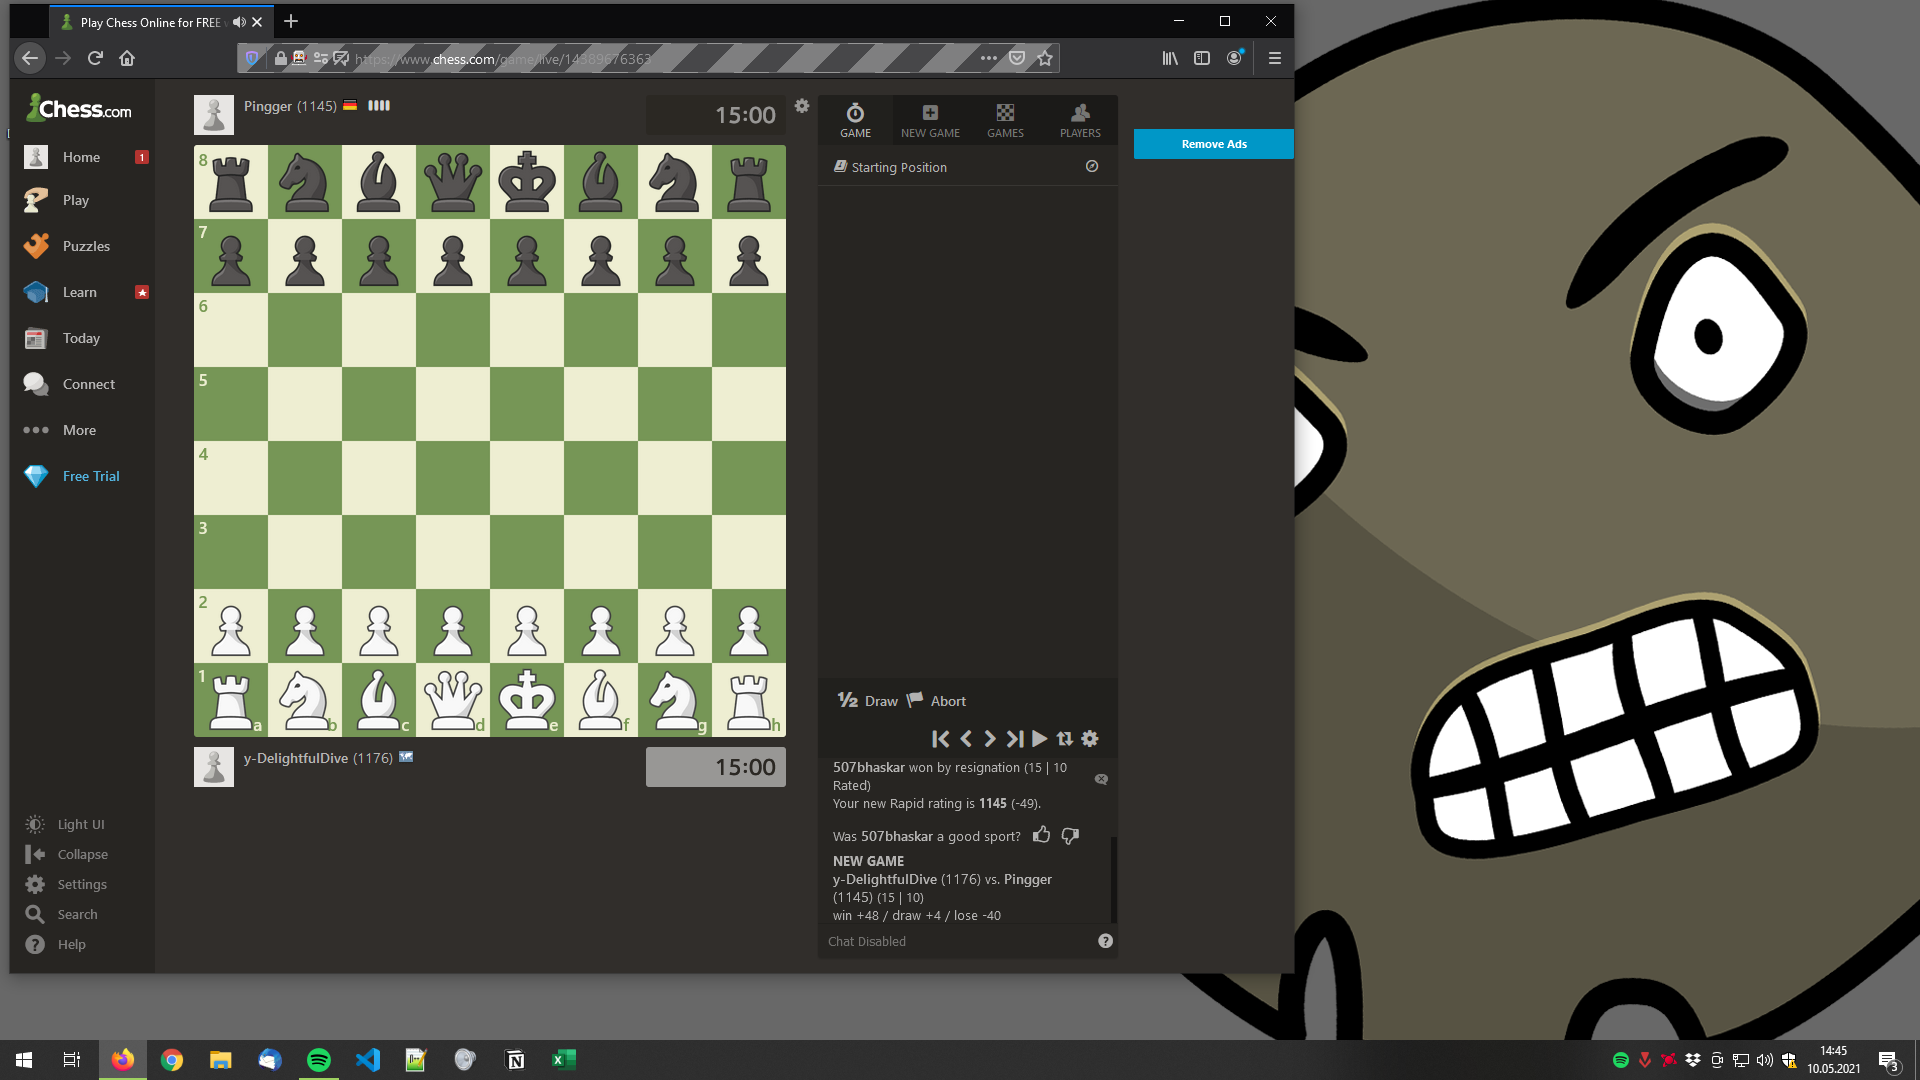 Play Chess Online for FREE
https://www.chess.com/game/live/14389676363
Chess.com
Home 1
Play
Puzzles
Learn
Today
Connect
More
Free Trial
Light UI
Collapse
Settings
Search
Help
Pingger (1145)
15:00
8
7
6
5
4
3
2
1
a b c d e f g h
y-DelightfulDive (1176)
15:00
GAME NEW GAME GAMES PLAYERS
Starting Position
Remove Ads
½ Draw Abort
507bhaskar won by resignation (15 | 10
Rated)
Your new Rapid rating is 1145 (-49).
Was 507bhaskar a good sport?
NEW GAME
y-DelightfulDive (1176) vs. Pingger
(1145) (15 | 10)
win +48 / draw +4 / lose -40
Chat Disabled
14:45
10.05.2021
3